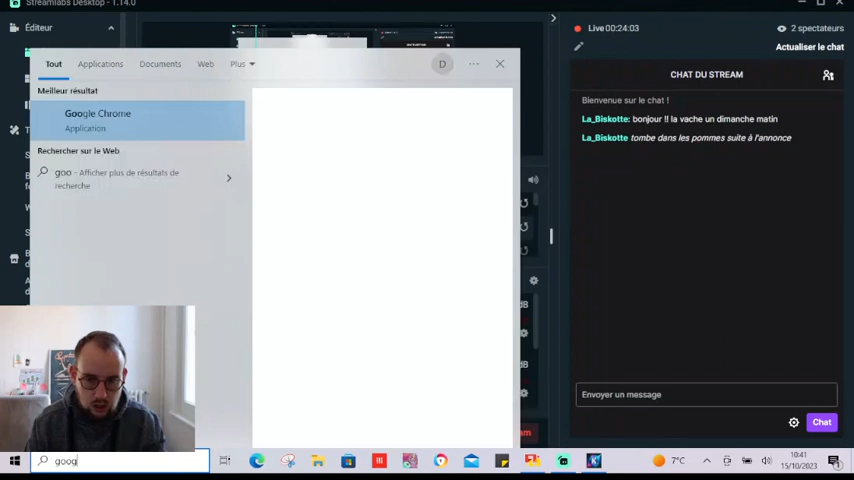 Streamlabs Desktop - 1.14.0
Éditeur
Tout
Applications
Documents
Web
Plus
D
Meilleur résultat
Google Chrome
Application
Rechercher sur le Web
goo - Afficher plus de résultats de
recherche
goog
Live 00:24:03
2 spectateurs
Actualiser le chat
CHAT DU STREAM
Bienvenue sur le chat !
La_Biskotte: bonjour !! la vache un dimanche matin
La_Biskotte tombe dans les pommes suite à l'annonce
dB
dB
Envoyer un message
Chat
7°C
10:41
15/10/2023